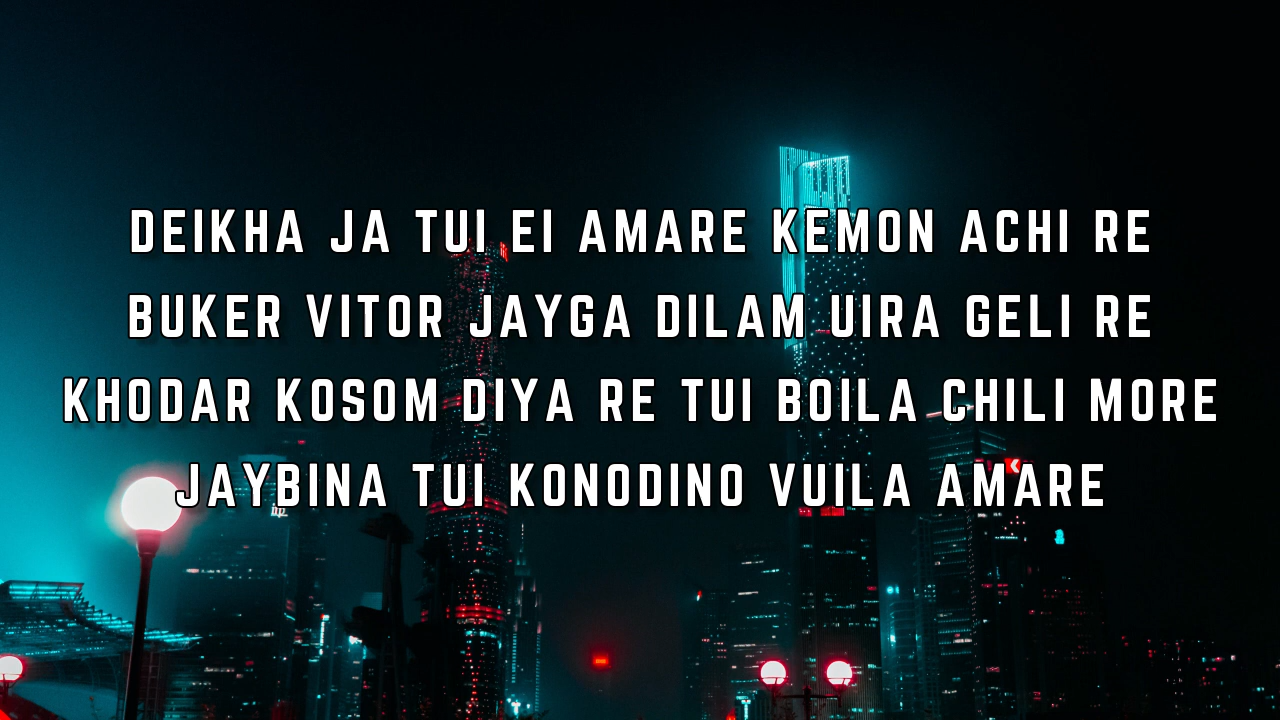 DEIKHA JA TUI EI AMARE KEMON ACHI RE
BUKER VITOR JAYGA DILAM UIRA GELI RE
KHODAR KOSOM DIYA RE TUI BOILA CHILI MORE
JAYBINA TUI KONODINO VUILA AMARE